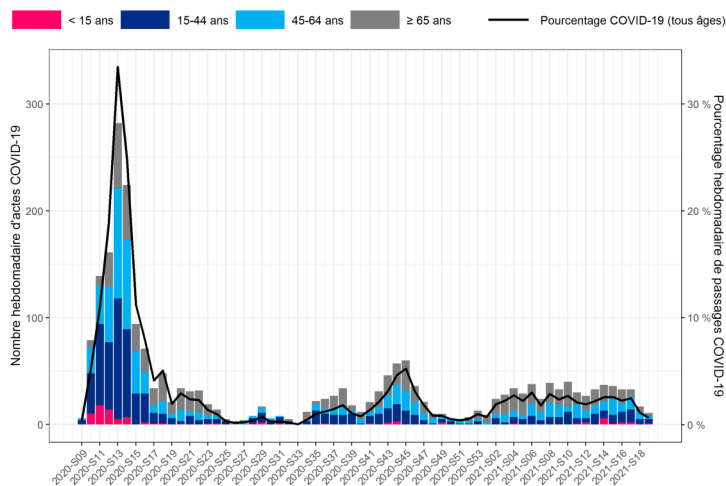 < 15 ans 15-44 ans 45-64 ans ≥ 65 ans Pourcentage COVID-19 (tous âges)
Nombre hebdomadaire d'actes COVID-19
300
200
100
0
30 %
20 %
10 %
0 %
Pourcentage hebdomadaire de passages COVID-19
2020-S09
2020-S11
2020-S13
2020-S15
2020-S17
2020-S19
2020-S21
2020-S23
2020-S25
2020-S27
2020-S29
2020-S31
2020-S33
2020-S35
2020-S37
2020-S39
2020-S41
2020-S43
2020-S45
2020-S47
2020-S49
2020-S51
2020-S53
2021-S02
2021-S04
2021-S06
2021-S08
2021-S10
2021-S12
2021-S14
2021-S16
2021-S18